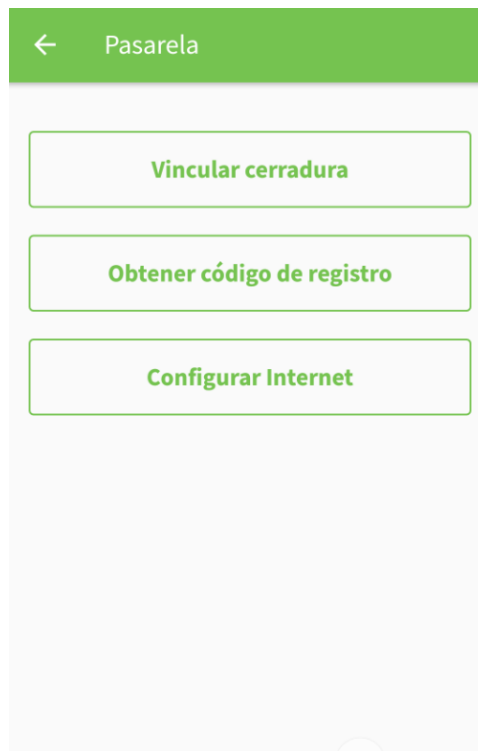 Pasarela
Vincular cerradura
Obtener código de registro
Configurar Internet